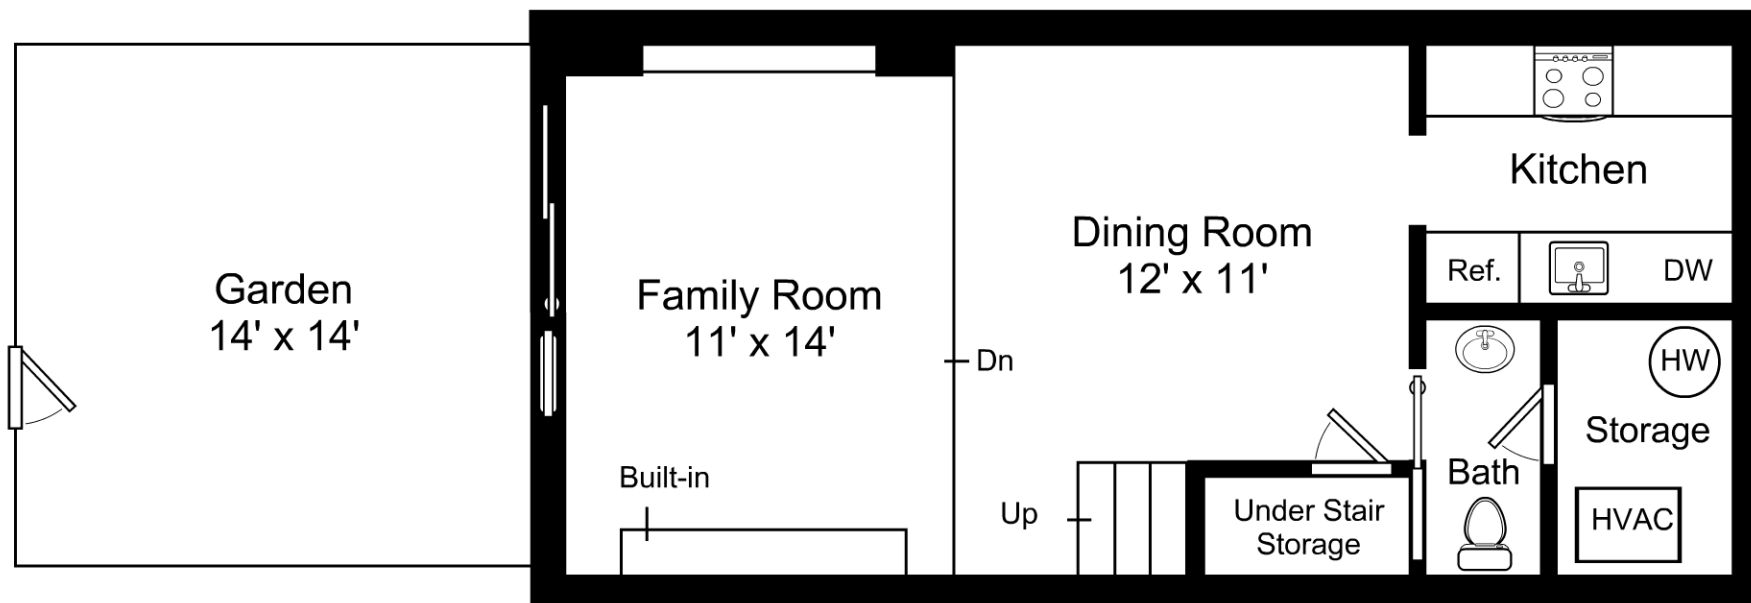 Garden
14' x 14'
Family Room
11' x 14'
Built-in
Dining Room
12' x 11'
Dn
Up
Under Stair
Storage
Kitchen
Ref.
DW
Bath
HW
Storage
HVAC